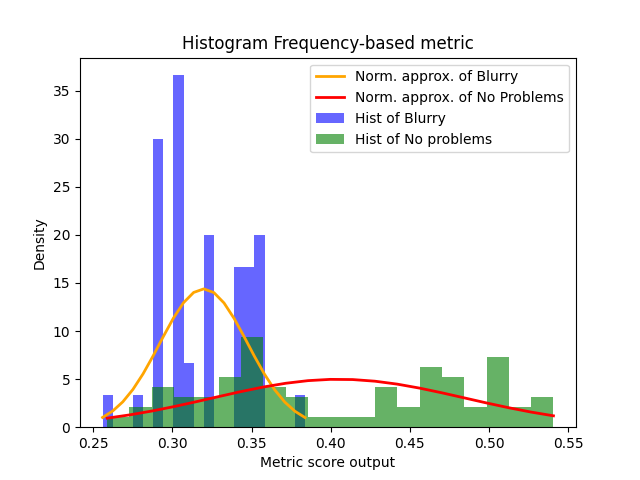 Histogram Frequency-based metric
Norm. approx. of Blurry
Norm. approx. of No Problems
Hist of Blurry
Hist of No problems
35
30
25
20
15
10
5
0
Density
0.25 0.30 0.35 0.40 0.45 0.50 0.55
Metric score output